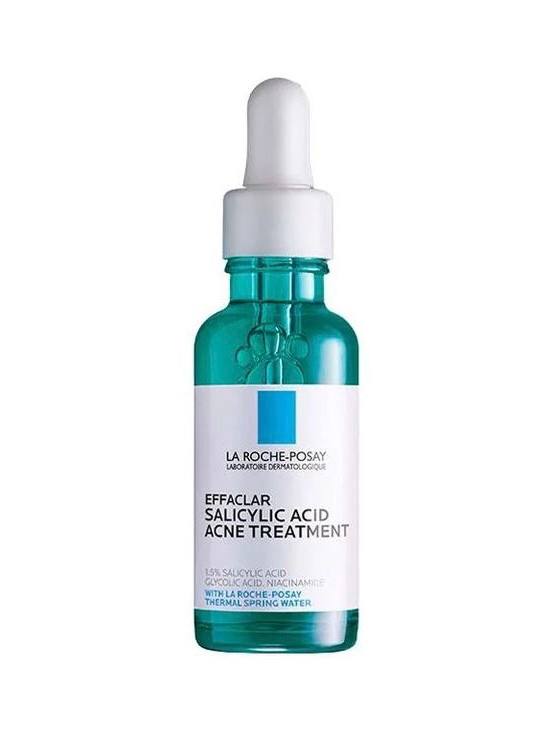 LA ROCHE-POSAY
LABORATOIRE DERMATOLOGIQUE
EFFACLAR
SALICYLIC ACID
ACNE TREATMENT
1.5% SALICYLIC ACID
GLYCOLIC ACID, NIACINAMIDE
WITH LA ROCHE-POSAY
THERMAL SPRING WATER